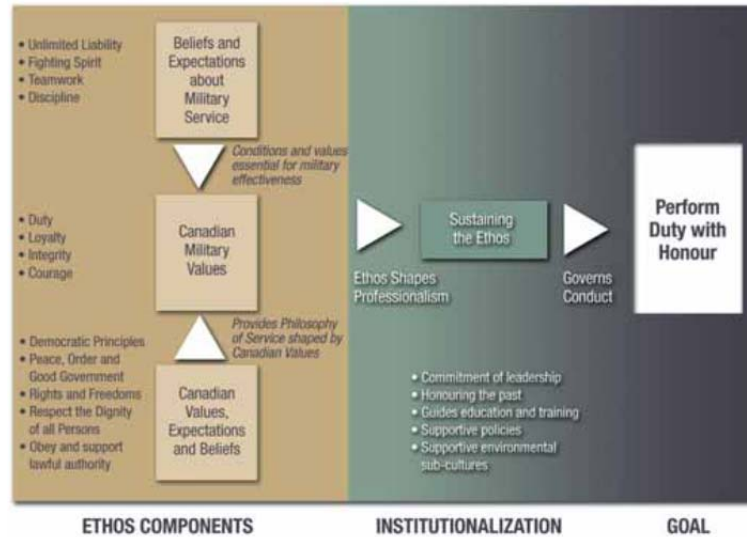 • Unlimited Liability
• Fighting Spirit
• Teamwork
• Discipline
Beliefs and
Expectations
about
Military
Service
Conditions and values
essential for military
effectiveness
• Duty
• Loyalty
• Integrity
• Courage
Canadian
Military
Values
Provides Philosophy
of Service shaped by
Canadian Values
• Democratic Principles
• Peace, Order and
Good Government
• Rights and Freedoms
• Respect the Dignity
of all Persons
• Obey and support
lawful authority
Canadian
Values,
Expectations
and Beliefs
Ethos Shapes
Professionalism
Sustaining
the Ethos
Governs
Conduct
• Commitment of leadership
• Honouring the past
• Guides education and training
• Supportive policies
• Supportive environmental
sub-cultures
Perform
Duty with
Honour
ETHOS COMPONENTS
INSTITUTIONALIZATION
GOAL